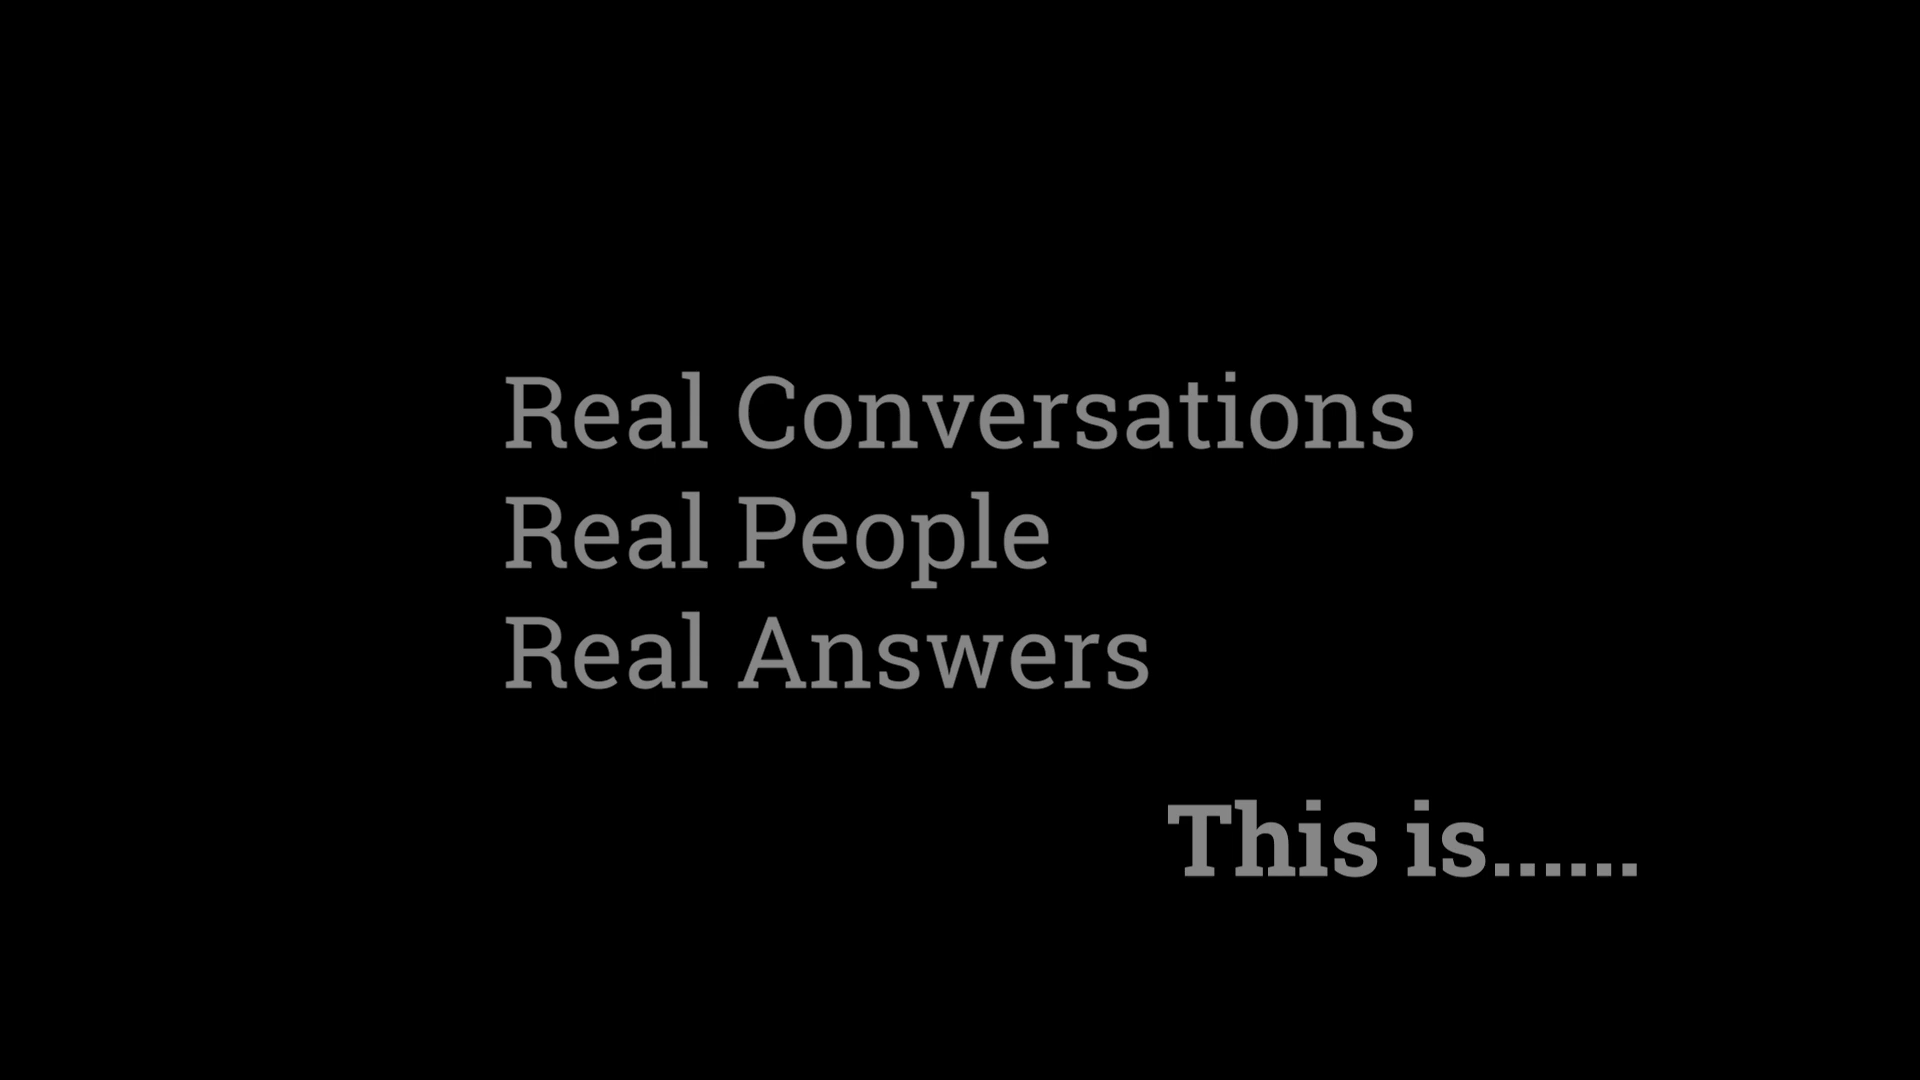 Real Conversations
Real People
Real Answers
This is......